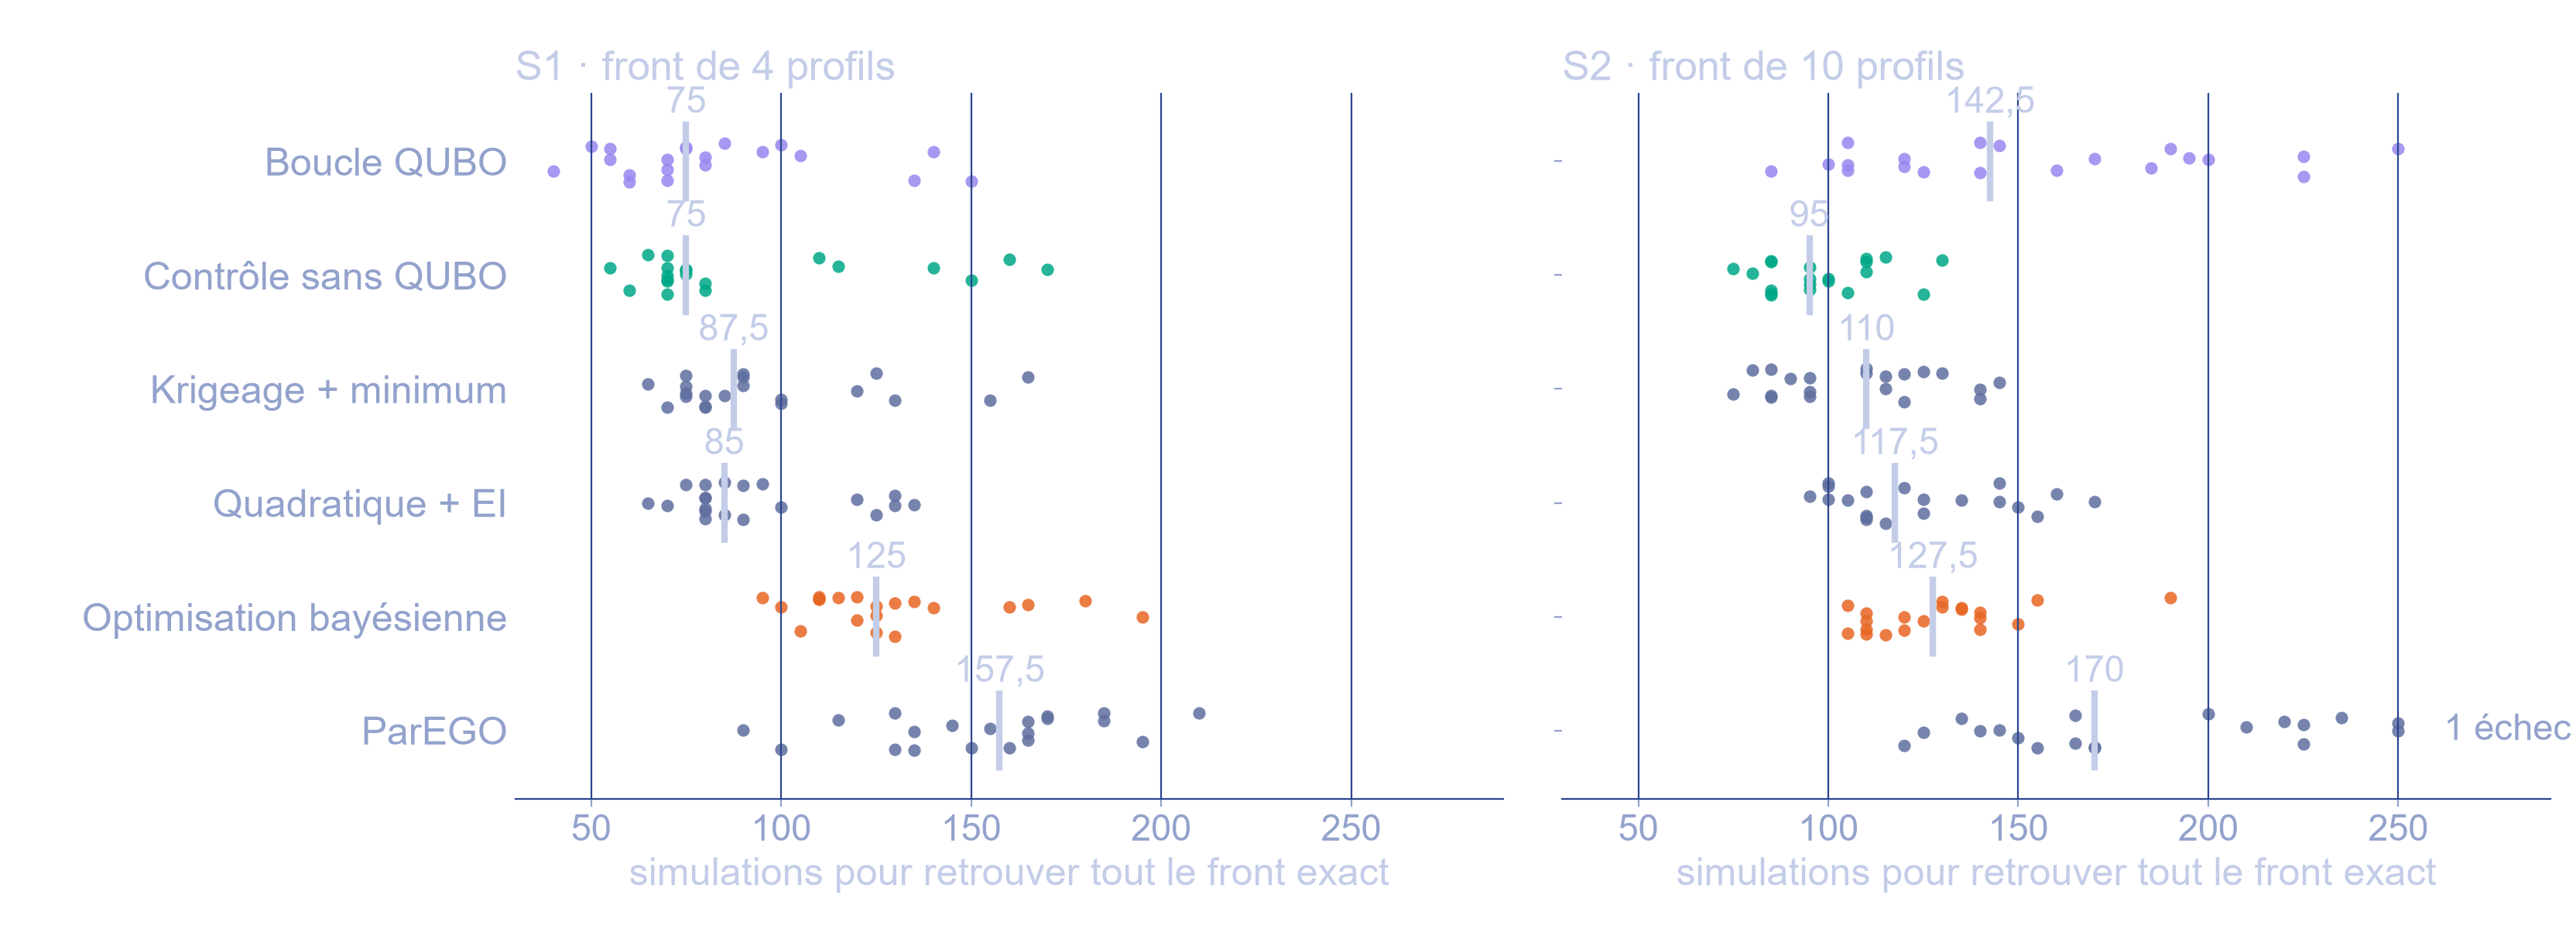 S1 · front de 4 profils
S2 · front de 10 profils
75
142,5
Boucle QUBO
75
95
Contrôle sans QUBO
87,5
110
Krigeage + minimum
85
117,5
Quadratique + EI
125
127,5
Optimisation bayésienne
157,5
170
ParEGO
1 échec
50 100 150 200 250
50 100 150 200 250
simulations pour retrouver tout le front exact
simulations pour retrouver tout le front exact